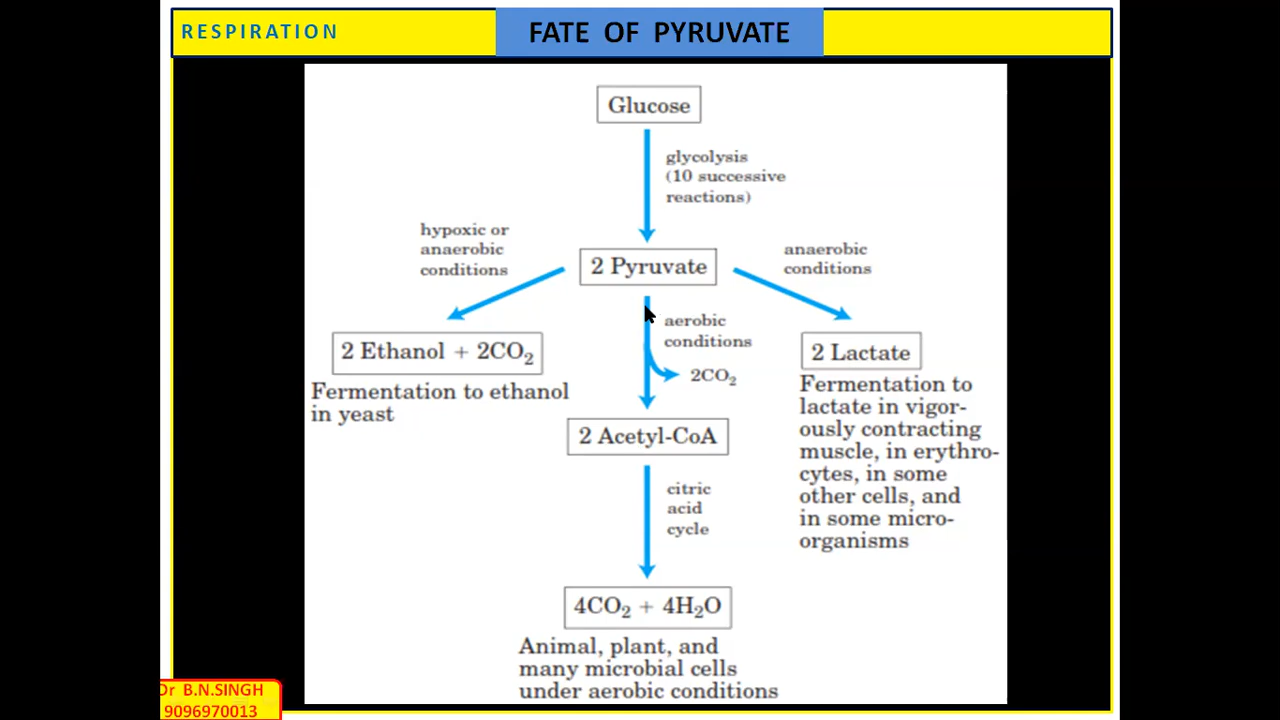 RESPIRATION
FATE OF PYRUVATE
Glucose
glycolysis
(10 successive
reactions)
hypoxic or
anaerobic
conditions
2 Pyruvate
anaerobic
conditions
aerobic
conditions
2CO₂
2 Ethanol + 2CO₂
Fermentation to ethanol
in yeast
2 Lactate
Fermentation to
lactate in vigor-
ously contracting
muscle, in erythro-
cytes, in some
other cells, and
in some micro-
organisms
2 Acetyl-CoA
citric
acid
cycle
4CO₂ + 4H₂O
Animal, plant, and
many microbial cells
under aerobic conditions
Dr B.N.SINGH
9096970013